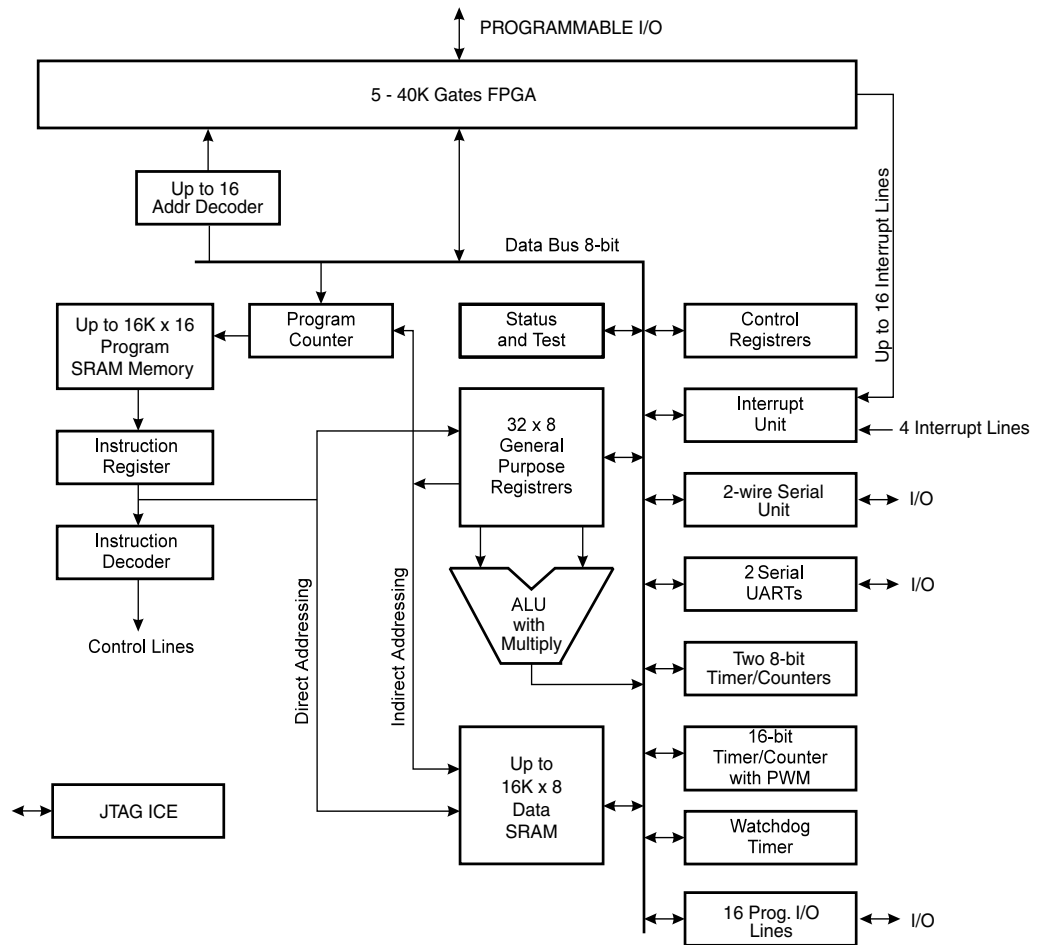 PROGRAMMABLE I/O
5 - 40K Gates FPGA
Up to 16
Addr Decoder
Data Bus 8-bit
Up to 16 Interrupt Lines
Up to 16K x 16
Program
SRAM Memory
Program
Counter
Status
and Test
Control
Registrers
Instruction
Register
32 x 8
General
Purpose
Registrers
Interrupt
Unit
4 Interrupt Lines
2-wire Serial
Unit
I/O
Instruction
Decoder
Control Lines
Direct Addressing
Indirect Addressing
ALU
with
Multiply
2 Serial
UARTs
I/O
Two 8-bit
Timer/Counters
16-bit
Timer/Counter
with PWM
Up to
16K x 8
Data
SRAM
JTAG ICE
Watchdog
Timer
16 Prog. I/O
Lines
I/O